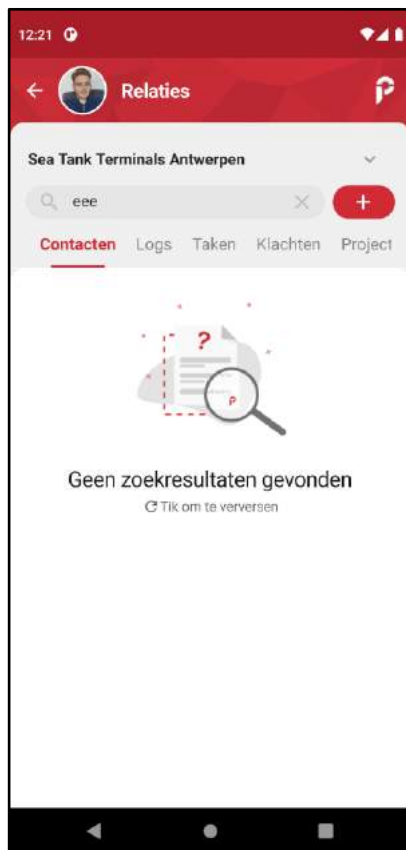 12:21
Relaties
Sea Tank Terminals Antwerpen
eee
+
Contacten Logs Taken Klachten Project
?
Geen zoekresultaten gevonden
Tik om te verversen